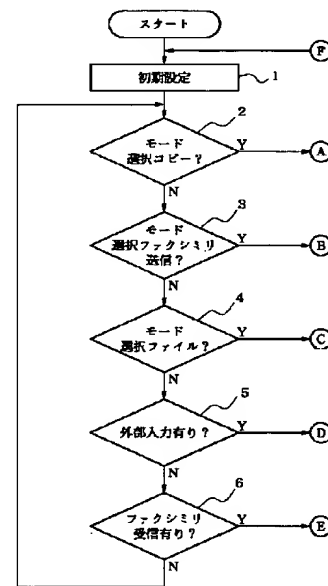 スタート
F
初期設定
1
2
モード
選択コピー？
Y
A
N
3
モード
選択ファクシミリ
送信？
Y
B
N
4
モード
選択ファイル？
Y
C
N
5
外部入力有り？
Y
D
N
6
ファクシミリ
受信有り？
Y
E
N